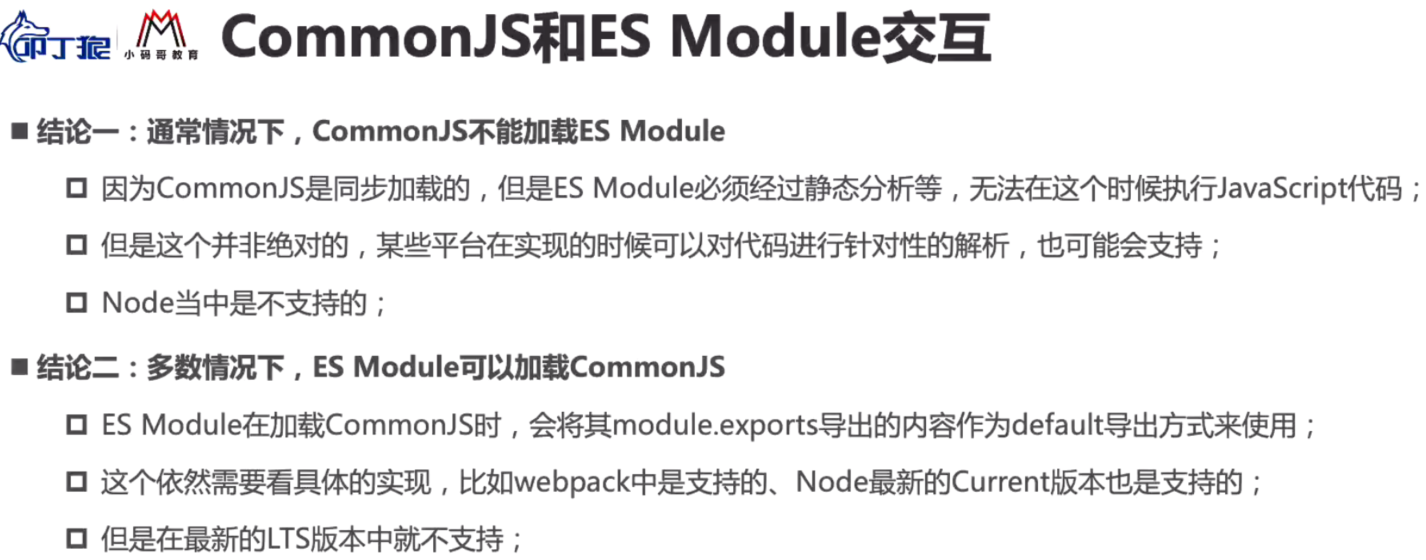 叩丁狼 小码哥教育 CommonJS和ES Module交互
结论一：通常情况下，CommonJS不能加载ES Module
因为CommonJS是同步加载的，但是ES Module必须经过静态分析等，无法在这个时候执行JavaScript代码；
但是这个并非绝对的，某些平台在实现的时候可以对代码进行针对性的解析，也可能会支持；
Node当中是不支持的；
结论二：多数情况下，ES Module可以加载CommonJS
ES Module在加载CommonJS时，会将其module.exports导出的内容作为default导出方式来使用；
这个依然需要看具体的实现，比如webpack中是支持的、Node最新的Current版本也是支持的；
但是在最新的LTS版本中就不支持；